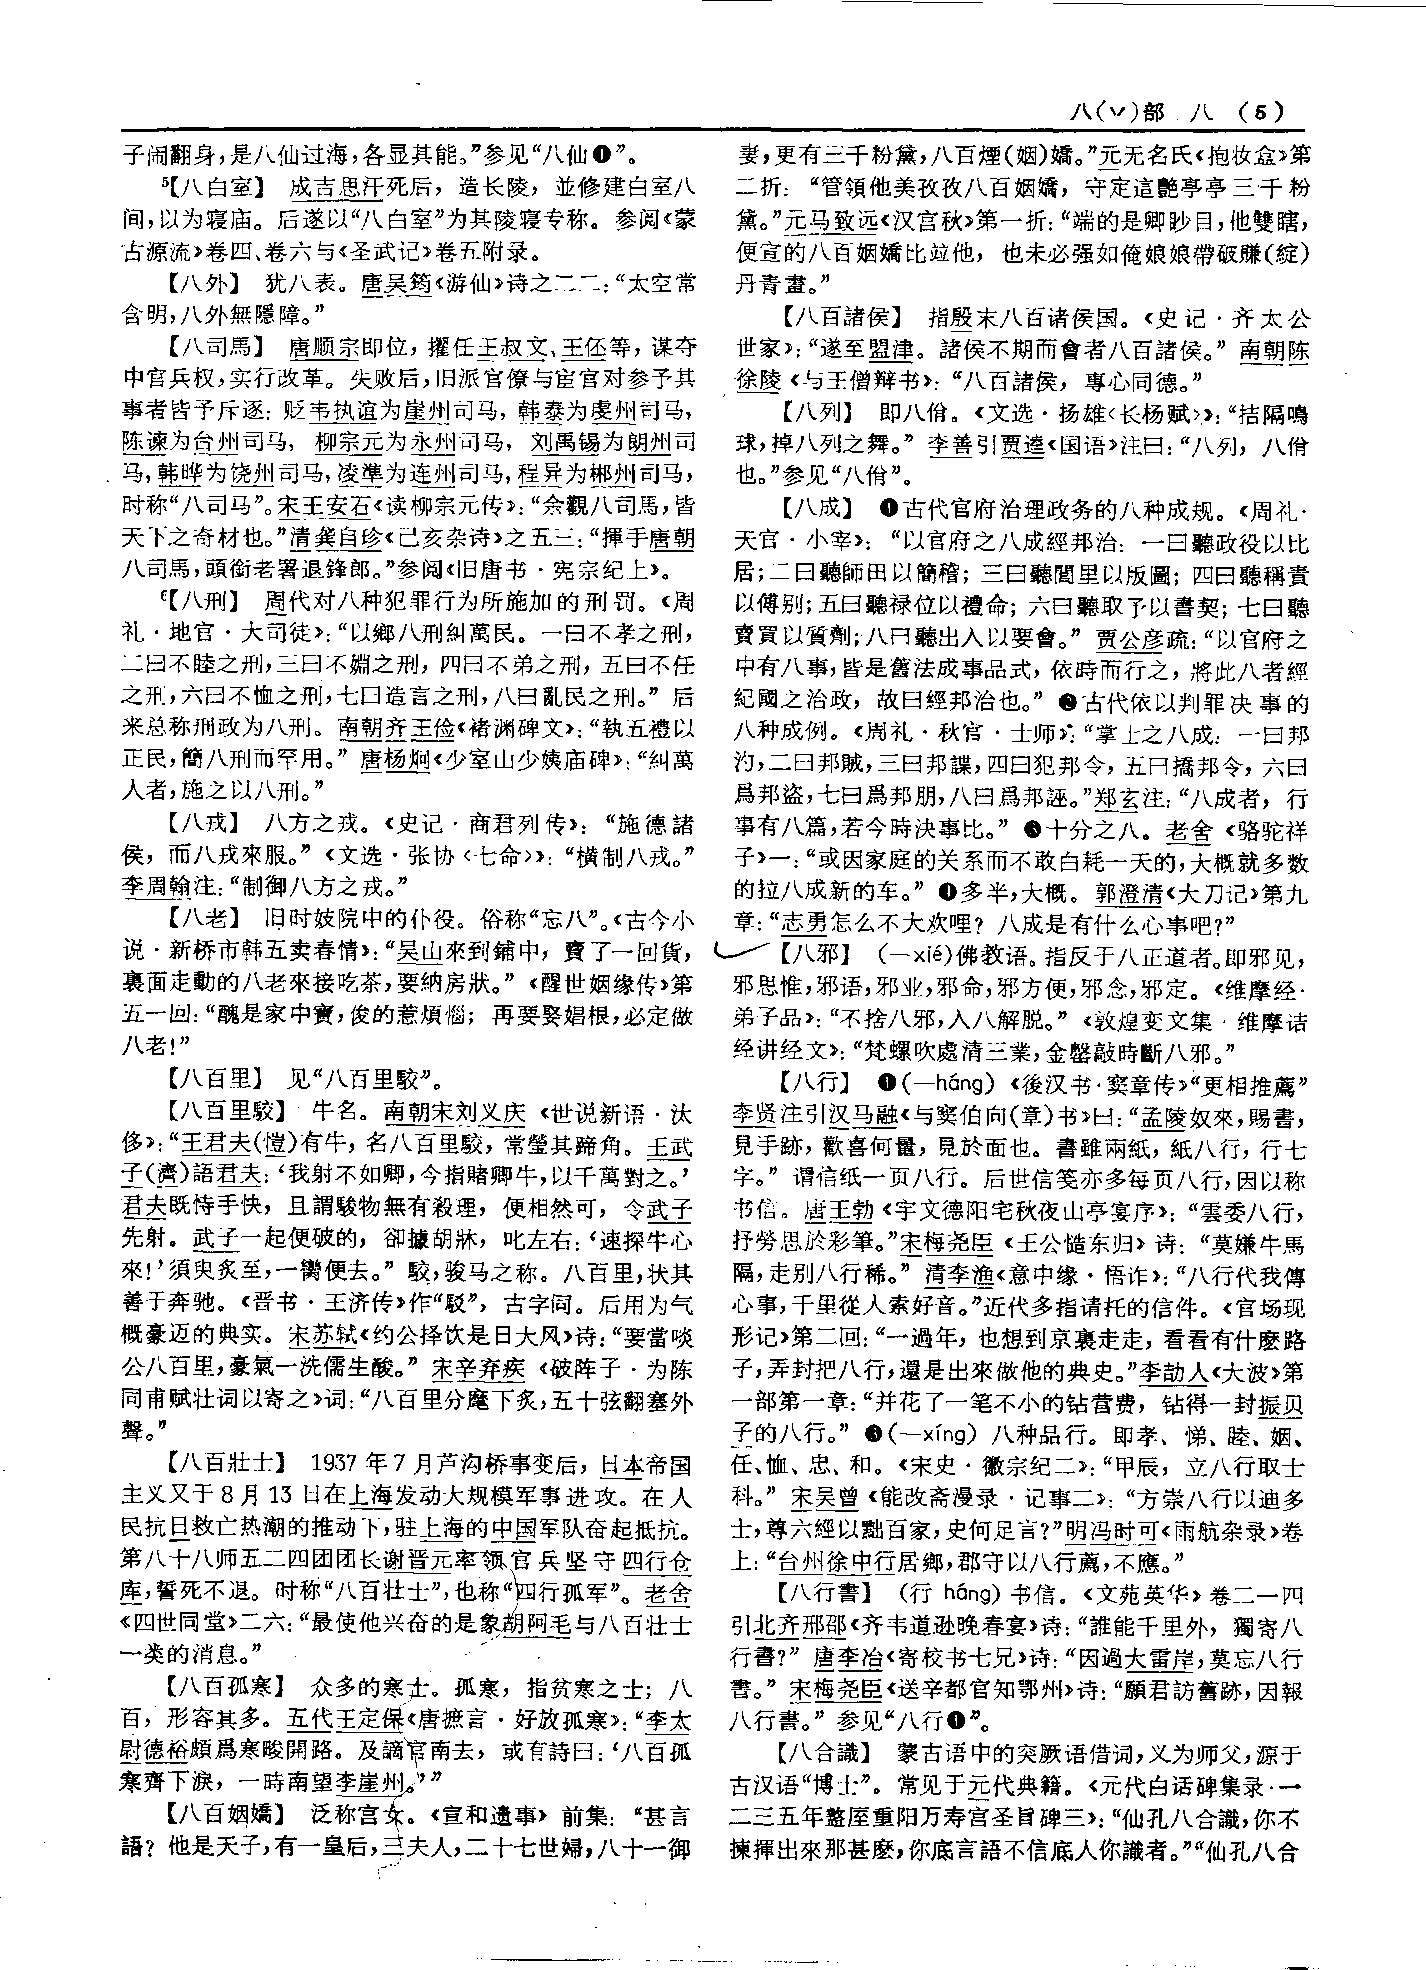 八(丷)部 八 (5)
子闹翻身,是八仙过海,各显其能。”参见“八仙❶”。
5【八白室】 成吉思汗死后，造长陵，並修建白室八
间,以为寝庙。后遂以“八白室”为其陵寝专称。参阅《蒙
古源流》卷四、卷六与《圣武记》卷五附录。
【八外】 犹八表。唐吴筠《游仙》诗之二二:“太空常
含明,八外無隱障。”
【八司馬】 唐顺宗即位，擢任王叔文、王伾等，谋夺
中官兵权,实行改革。失败后,旧派官僚与宦官对参予其
事者皆予斥逐：贬韦执谊为崖州司马，韩泰为虔州司马，
陈谏为台州司马，柳宗元为永州司马，刘禹锡为朗州司
马,韩晔为饶州司马,凌準为连州司马,程异为郴州司马，
时称“八司马”。宋王安石《读柳宗元传》:“余觀八司馬,皆
天下之奇材也。”清龚自珍《己亥杂诗》之五三:“揮手唐朝
八司馬,頭銜老署退鋒郎。”参阅《旧唐书·宪宗纪上》。
6【八刑】 周代对八种犯罪行为所施加的刑罚。《周
礼·地官·大司徒》:“以鄉八刑糾萬民。一曰不孝之刑，
二曰不睦之刑,三曰不婣之刑，四曰不弟之刑，五曰不任
之刑,六曰不恤之刑,七曰造言之刑,八曰亂民之刑。”后
来总称刑政为八刑。南朝齐王俭《褚渊碑文》:“執五禮以
正民,簡八刑而罕用。”唐杨炯《少室山少姨庙碑》:“糾萬
人者,施之以八刑。”
【八戎】 八方之戎。《史记·商君列传》：“施德諸
侯，而八戎來服。”《文选·张协〈七命〉》:“横制八戎。”
李周翰注:“制御八方之戎。”
【八老】 旧时妓院中的仆役。俗称“忘八”。《古今小
说·新桥市韩五卖春情》:“吴山來到鋪中，賣了一回貨，
裏面走動的八老來接吃茶,要納房狀。”《醒世姻缘传》第
五一回:“醜是家中寶,俊的惹煩惱；再要娶娼根,必定做
八老!”
【八百里】 见“八百里駮”。
【八百里駮】 牛名。南朝宋刘义庆《世说新语·汰
侈》:“王君夫(愷)有牛，名八百里駮，常瑩其蹄角。王武
子(濟)語君夫:‘我射不如卿,今指賭卿牛,以千萬對之。’
君夫既恃手快，且謂駿物無有殺理，便相然可，令武子
先射。武子一起便破的，卻據胡牀，叱左右:‘速探牛心
來!’須臾炙至,一臠便去。”駮,骏马之称。八百里,状其
善于奔驰。《晋书·王济传》作“駁”，古字同。后用为气
概豪迈的典实。宋苏轼《约公择饮是日大风》诗:“要當啖
公八百里,豪氣一洗儒生酸。”宋辛弃疾《破阵子·为陈
同甫赋壮词以寄之》词:“八百里分麾下炙,五十弦翻塞外
聲。”
【八百壯士】 1937年7月芦沟桥事变后，日本帝国
主义又于8月13日在上海发动大规模军事进攻。在人
民抗日救亡热潮的推动下,驻上海的中国军队奋起抵抗。
第八十八师五二四团团长谢晋元率领官兵坚守四行仓
库,誓死不退。时称“八百壮士”,也称“四行孤军”。老舍
《四世同堂》二六:“最使他兴奋的是象胡阿毛与八百壮士
一类的消息。”
【八百孤寒】 众多的寒士。孤寒，指贫寒之士；八
百，形容其多。五代王定保《唐摭言·好放孤寒》:“李太
尉德裕頗爲寒畯開路。及謫官南去，或有詩曰:‘八百孤
寒齊下淚，一時南望李崖州。’”
【八百姻嬌】 泛称宫女。《宣和遗事》前集：“甚言
語？他是天子,有一皇后,三夫人,二十七世婦,八十一御
妻,更有三千粉黛,八百煙(姻)嬌。”元无名氏《抱妆盒》第
二折：“管領他美孜孜八百姻嬌，守定這艷亭亭三千粉
黛。”元马致远《汉宫秋》第一折:“端的是卿眇目,他雙瞎，
便宣的八百姻嬌比竝他，也未必强如俺娘娘帶破賺(綻)
丹青畫。”
【八百諸侯】 指殷末八百诸侯国。《史记·齐太公
世家》:“遂至盟津。諸侯不期而會者八百諸侯。”南朝陈
徐陵《与王僧辩书》:“八百諸侯，專心同德。”
【八列】 即八佾。《文选·扬雄〈长杨赋〉》:“拮隔鳴
球,掉八列之舞。”李善引贾逵《国语》注曰:“八列，八佾
也。”参见“八佾”。
【八成】 ❶古代官府治理政务的八种成规。《周礼·
天官·小宰》：“以官府之八成經邦治：一曰聽政役以比
居;二曰聽師田以簡稽；三曰聽閭里以版圖；四曰聽稱責
以傅别;五曰聽禄位以禮命；六曰聽取予以書契；七曰聽
賣買以質劑;八曰聽出入以要會。”贾公彦疏:“以官府之
中有八事,皆是舊法成事品式，依時而行之，將此八者經
紀國之治政，故曰經邦治也。”❷古代依以判罪决事的
八种成例。《周礼·秋官·士师》:“掌士之八成：一曰邦
汋,二曰邦賊,三曰邦諜,四曰犯邦令，五曰撟邦令，六曰
爲邦盗,七曰爲邦朋,八曰爲邦誣。”郑玄注:“八成者，行
事有八篇,若今時決事比。”❸十分之八。老舍《骆驼祥
子》一:“或因家庭的关系而不敢白耗一天的,大概就多数
的拉八成新的车。”❹多半,大概。郭澄清《大刀记》第九
章:“志勇怎么不大欢哩？八成是有什么心事吧?”
【八邪】 (—xié)佛教语。指反于八正道者。即邪见，
邪思惟,邪语,邪业,邪命,邪方便,邪念,邪定。《维摩经·
弟子品》:“不捨八邪,入八解脱。”《敦煌变文集·维摩诘
经讲经文》:“梵螺吹處清三業,金罄敲時斷八邪。”
【八行】 ❶(—háng)《後汉书·窦章传》“更相推薦”
李贤注引汉马融《与窦伯向(章)书》曰:“孟陵奴來,賜書，
見手跡，歡喜何量，見於面也。書雖兩紙，紙八行，行七
字。”谓信纸一页八行。后世信笺亦多每页八行,因以称
书信。唐王勃《宇文德阳宅秋夜山亭宴序》：“雲委八行，
抒勞思於彩筆。”宋梅尧臣《王公慥东归》诗：“莫嫌牛馬
隔,走别八行稀。”清李渔《意中缘·悟诈》:“八行代我傳
心事,千里從人索好音。”近代多指请托的信件。《官场现
形记》第二回:“一過年，也想到京裏走走，看看有什麽路
子,弄封把八行,還是出來做他的典史。”李劼人《大波》第
一部第一章:“并花了一笔不小的钻营费，钻得一封振贝
子的八行。”❷(—xíng)八种品行。即孝、悌、睦、姻、
任、恤、忠、和。《宋史·徽宗纪二》:“甲辰，立八行取士
科。”宋吴曾《能改斋漫录·记事二》：“方崇八行以迪多
士,尊六經以黜百家,史何足言?”明冯时可《雨航杂录》卷
上:“台州徐中行居鄉,郡守以八行薦,不應。”
【八行書】 (行 háng)书信。《文苑英华》卷二一四
引北齐邢邵《齐韦道逊晚春宴》诗:“誰能千里外，獨寄八
行書?”唐李冶《寄校书七兄》诗:“因過大雷岸,莫忘八行
書。”宋梅尧臣《送辛都官知鄂州》诗:“願君訪舊跡,因報
八行書。”参见“八行❶”。
【八合識】 蒙古语中的突厥语借词,义为师父,源于
古汉语“博士”。常见于元代典籍。《元代白话碑集录·一
二三五年盩厔重阳万寿宫圣旨碑三》:“仙孔八合識,你不
揀揮出來那甚麽,你底言語不信底人你識者。”“仙孔八合